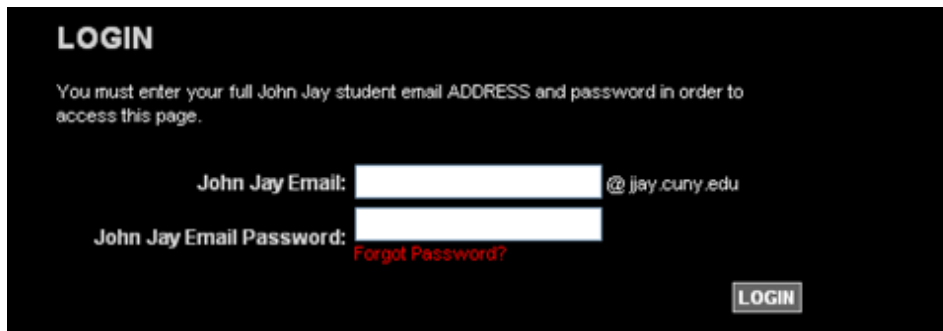 LOGIN
You must enter your full John Jay student email ADDRESS and password in order to
access this page.
John Jay Email: @ jjay.cuny.edu
John Jay Email Password:
Forgot Password?
LOGIN